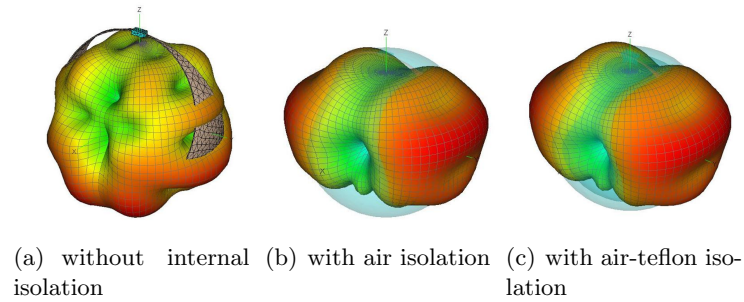 z
z
z
x
x
x
(a) without internal isolation
(b) with air isolation
(c) with air-teflon iso-
lation